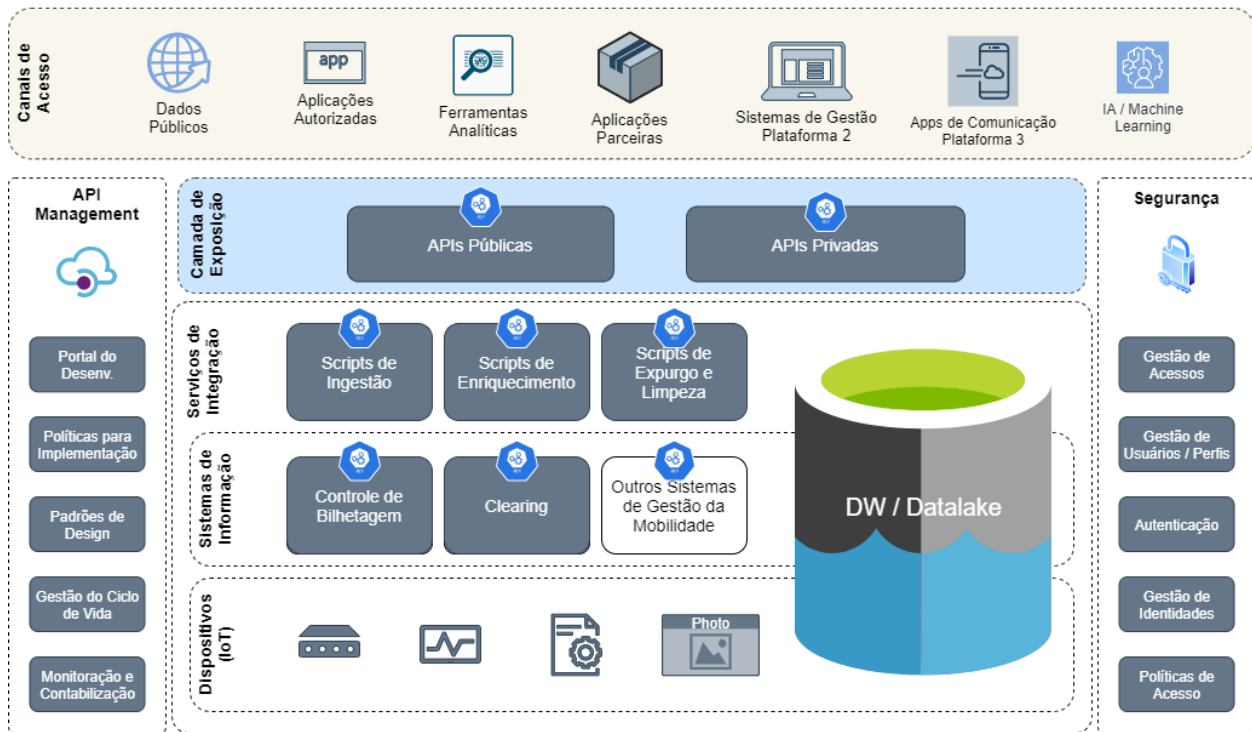 Canais de
Acesso
Dados
Públicos
app
Aplicações
Autorizadas
Ferramentas
Analíticas
Aplicações
Parceiras
Sistemas de Gestão
Plataforma 2
Apps de Comunicação
Plataforma 3
IA / Machine
Learning
API
Management
Portal do
Desenv.
Políticas para
Implementação
Padrões de
Design
Gestão do Ciclo
de Vida
Monitoração e
Contabilização
Camada de
Exposição
APIs Públicas
APIs Privadas
Serviços de
Integração
Scripts de
Ingestão
Scripts de
Enriquecimento
Scripts de
Expurgo e
Limpeza
Sistemas de
Informação
Controle de
Bilhetagem
Clearing
Outros Sistemas
de Gestão da
Mobilidade
DW / Datalake
Dispositivos
(IoT)
Photo
Segurança
Gestão de
Acessos
Gestão de
Usuários / Perfis
Autenticação
Gestão de
Identidades
Políticas de
Acesso